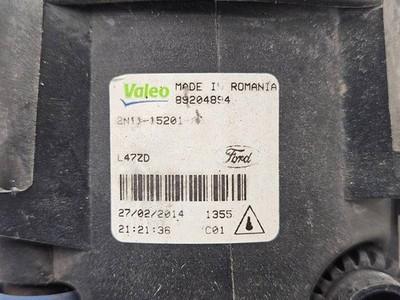 Valeo MADE IN ROMANIA
89204894
2N11-15201-
L47ZD Ford
27/02/2014 1355
21:21:36 C01